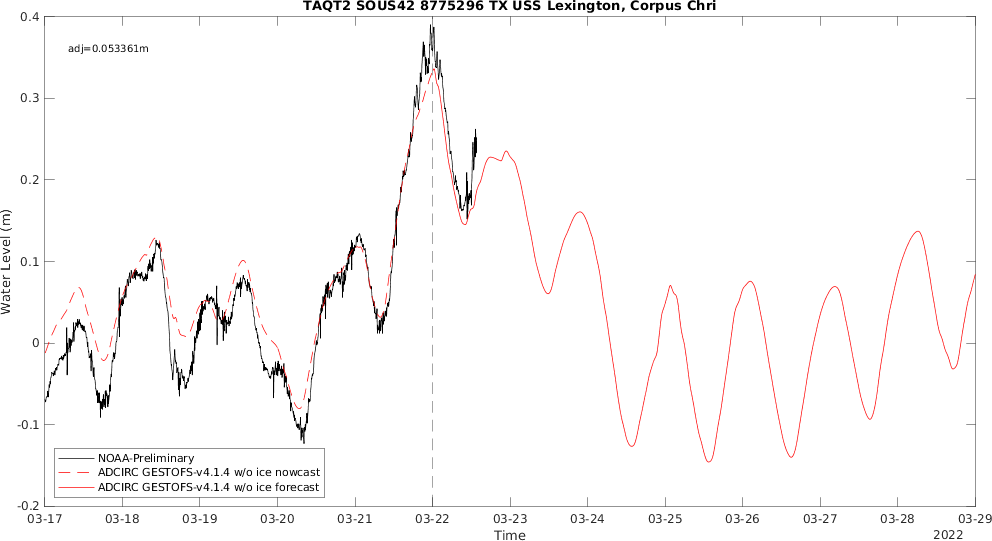 TAQT2 SOUS42 8775296 TX USS Lexington, Corpus Chri
adj=0.053361m
Water Level (m)
0.4
0.3
0.2
0.1
0
-0.1
-0.2
NOAA-Preliminary
ADCIRC GESTOFS-v4.1.4 w/o ice nowcast
ADCIRC GESTOFS-v4.1.4 w/o ice forecast
03-17 03-18 03-19 03-20 03-21 03-22 03-23 03-24 03-25 03-26 03-27 03-28 03-29
Time
2022